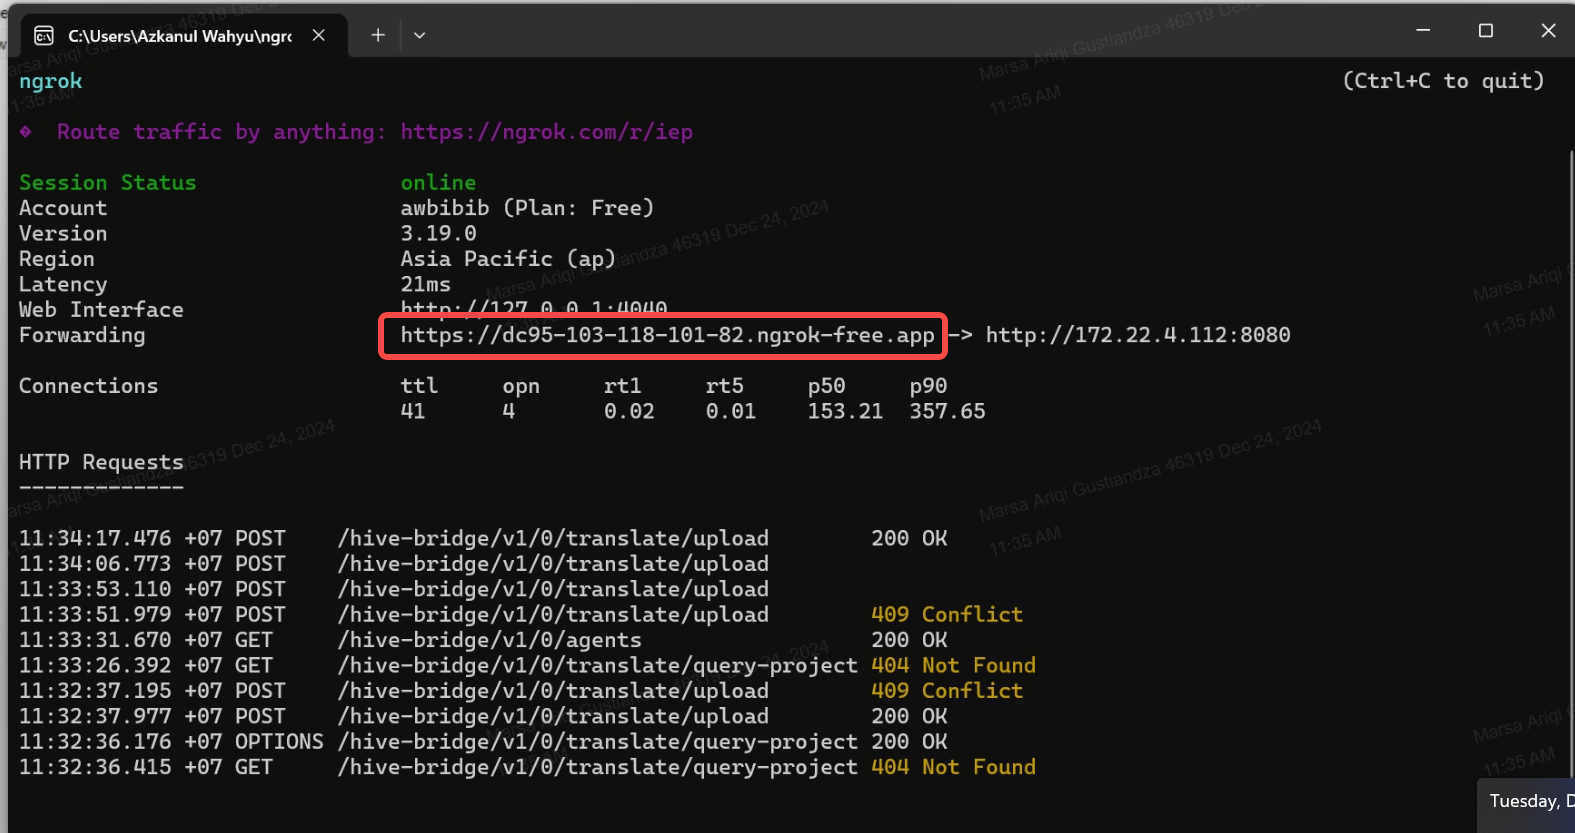 C:\Users\Azkanul Wahyu\ngrc
ngrok (Ctrl+C to quit)
Route traffic by anything: https://ngrok.com/r/iep
Session Status online
Account awbibib (Plan: Free)
Version 3.19.0
Region Asia Pacific (ap)
Latency 21ms
Web Interface http://127.0.0.1:4040
Forwarding https://dc95-103-118-101-82.ngrok-free.app -> http://172.22.4.112:8080
Connections ttl opn rt1 rt5 p50 p90
41 4 0.02 0.01 153.21 357.65
HTTP Requests
-------------
11:34:17.476 +07 POST /hive-bridge/v1/0/translate/upload 200 OK
11:34:06.773 +07 POST /hive-bridge/v1/0/translate/upload
11:33:53.110 +07 POST /hive-bridge/v1/0/translate/upload
11:33:51.979 +07 POST /hive-bridge/v1/0/translate/upload 409 Conflict
11:33:31.670 +07 GET /hive-bridge/v1/0/agents 200 OK
11:33:26.392 +07 GET /hive-bridge/v1/0/translate/query-project 404 Not Found
11:32:37.195 +07 POST /hive-bridge/v1/0/translate/upload 409 Conflict
11:32:37.977 +07 POST /hive-bridge/v1/0/translate/upload 200 OK
11:32:36.176 +07 OPTIONS /hive-bridge/v1/0/translate/query-project 200 OK
11:32:36.415 +07 GET /hive-bridge/v1/0/translate/query-project 404 Not Found
Tuesday, D
Marsa Ariqi Gustiandza 46319 Dec 24, 2024
11:35 AM